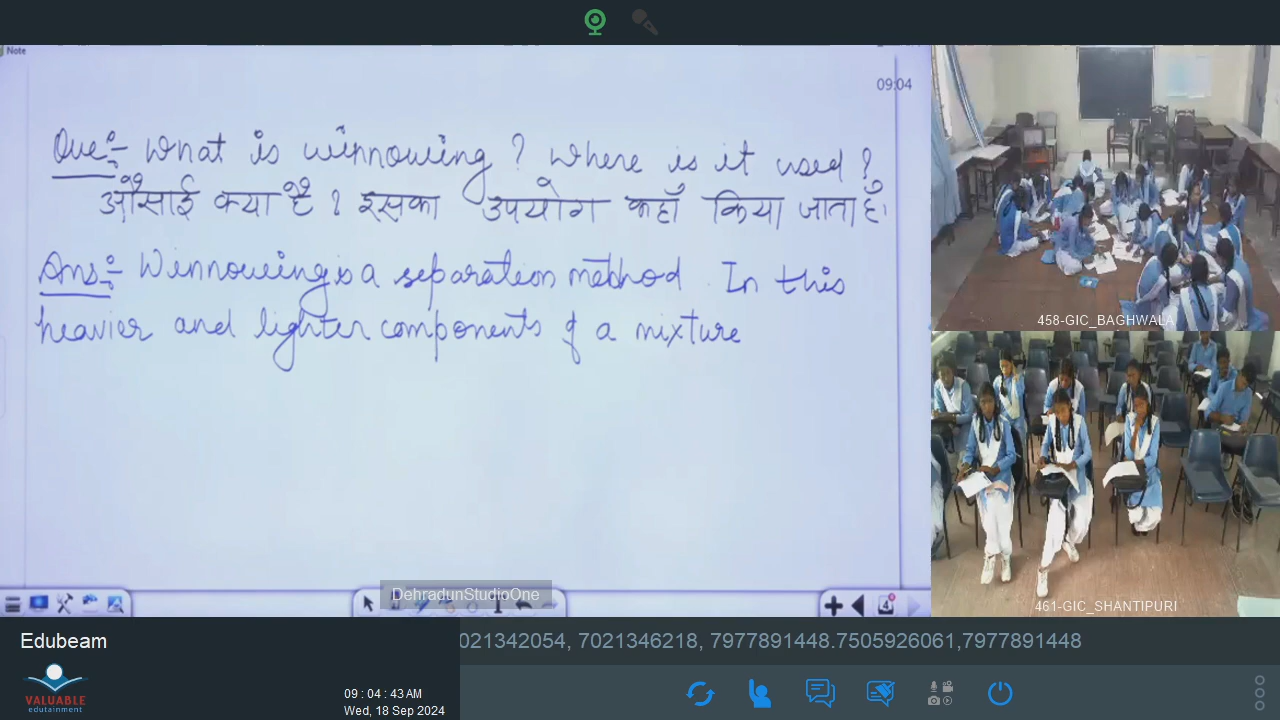 Note
09:04
Que:- What is winnowing ? Where is it used ?
औसाई क्या है ? इसका उपयोग कहाँ किया जाता है।
Ans:- Winnowing is a separation method. In this
heavier and lighter components of a mixture
458-GIC_BAGHWALA
461-GIC_SHANTIPURI
DehradunStudioOne
Edubeam
021342054, 7021346218, 7977891448.7505926061,7977891448
VALUABLE
edutainment
09 : 04 : 43 AM
Wed, 18 Sep 2024